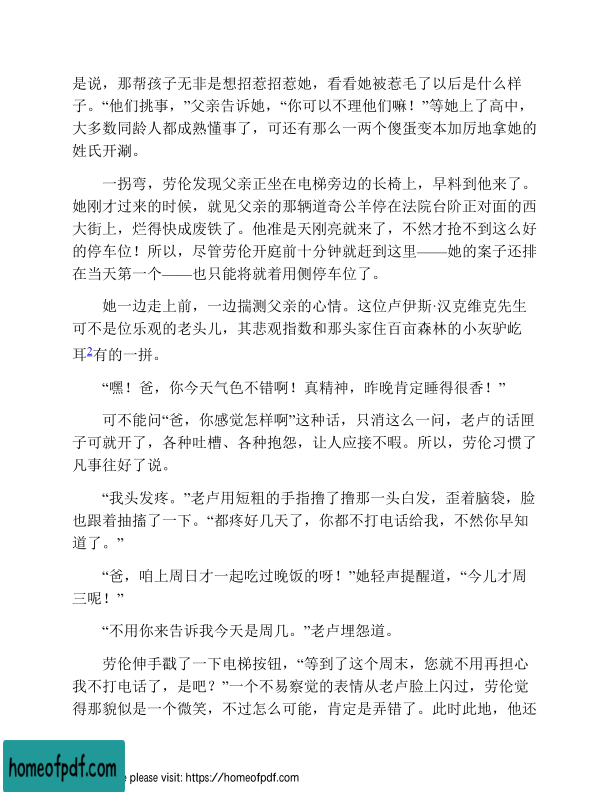 是说，那帮孩子无非是想招惹招惹她，看看她被惹毛了以后是什么样
子。“他们挑事，”父亲告诉她，“你可以不理他们嘛！”等她上了高中，
大多数同龄人都成熟懂事了，可还有那么一两个傻蛋变本加厉地拿她的
姓氏开涮。
一拐弯，劳伦发现父亲正坐在电梯旁边的长椅上，早料到他来了。
她刚才过来的时候，就见父亲的那辆道奇公羊停在法院台阶正对面的西
大街上，烂得快成废铁了。他准是天刚亮就来了，不然才抢不到这么好
的停车位！所以，尽管劳伦开庭前十分钟就赶到这里——她的案子还排
在当天第一个——也只能将就着用侧停车位了。
她一边走上前，一边揣测父亲的心情。这位卢伊斯·汉克维克先生
可不是位乐观的老头儿，其悲观指数和那头家住百亩森林的小灰驴屹
耳2有的一拼。
“嘿！爸，你今天气色不错啊！真精神，昨晚肯定睡得很香！”
可不能问“爸，你感觉怎样啊”这种话，只消这么一问，老卢的话匣
子可就开了，各种吐槽、各种抱怨，让人应接不暇。所以，劳伦习惯了
凡事往好了说。
“我头发疼。”老卢用短粗的手指撸了撸那一头白发，歪着脑袋，脸
也跟着抽搐了一下。“都疼好几天了，你都不打电话给我，不然你早知
道了。”
“爸，咱上周日才一起吃过晚饭的呀！”她轻声提醒道，“今儿才周
三呢！”
“不用你来告诉我今天是周几。”老卢埋怨道。
劳伦伸手戳了一下电梯按钮，“等到了这个周末，您就不用再担心
我不打电话了，是吧？”一个不易察觉的表情从老卢脸上闪过，劳伦觉
得那貌似是一个微笑，不过怎么可能，肯定是弄错了。此时此地，他还
homeofpdf.com
e please visit: https://homeofpdf.com